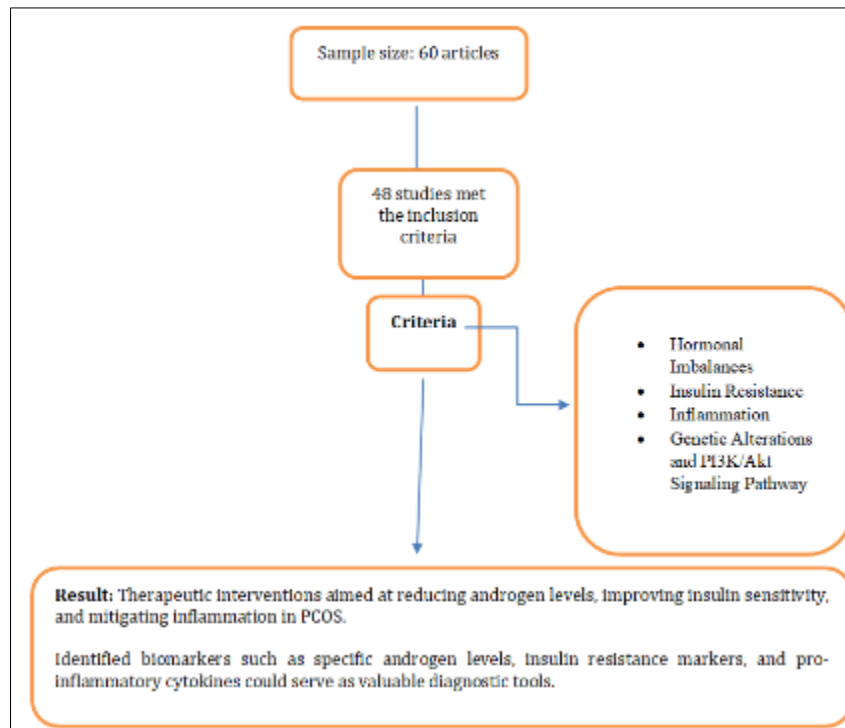 Sample size: 60 articles
48 studies met
the inclusion
criteria
Criteria
• Hormonal
Imbalances
• Insulin Resistance
• Inflammation
• Genetic Alterations
and PI3K/Akt
Signaling Pathway
Result: Therapeutic interventions aimed at reducing androgen levels, improving insulin sensitivity,
and mitigating inflammation in PCOS.
Identified biomarkers such as specific androgen levels, insulin resistance markers, and pro-
inflammatory cytokines could serve as valuable diagnostic tools.